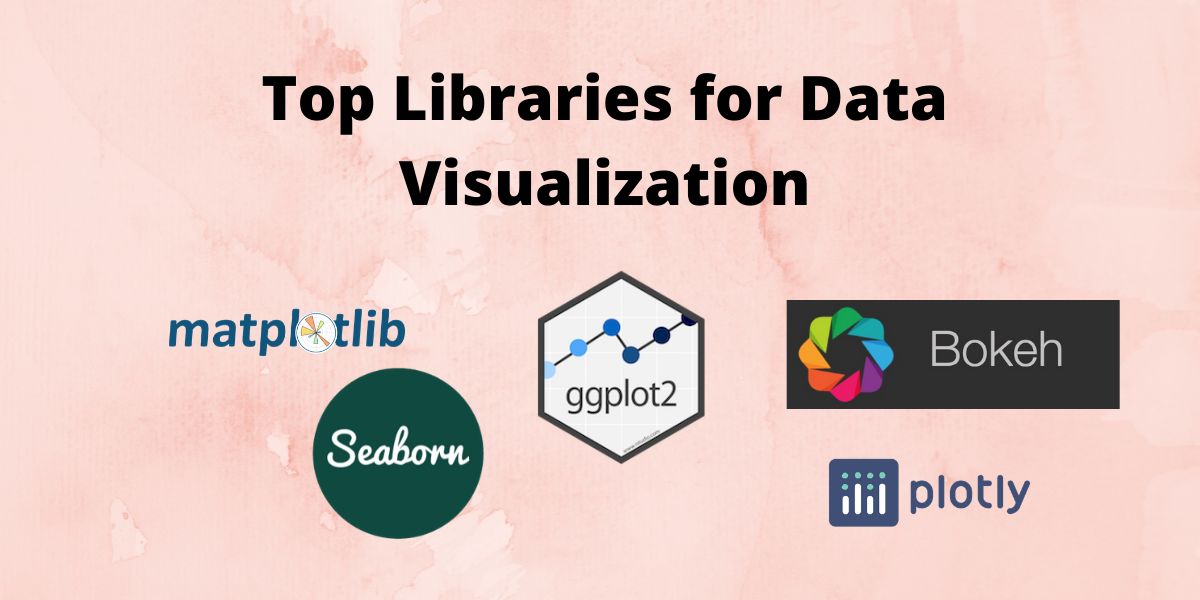 Top Libraries for Data
Visualization
matplotlib
Seaborn
ggplot2
Bokeh
plotly